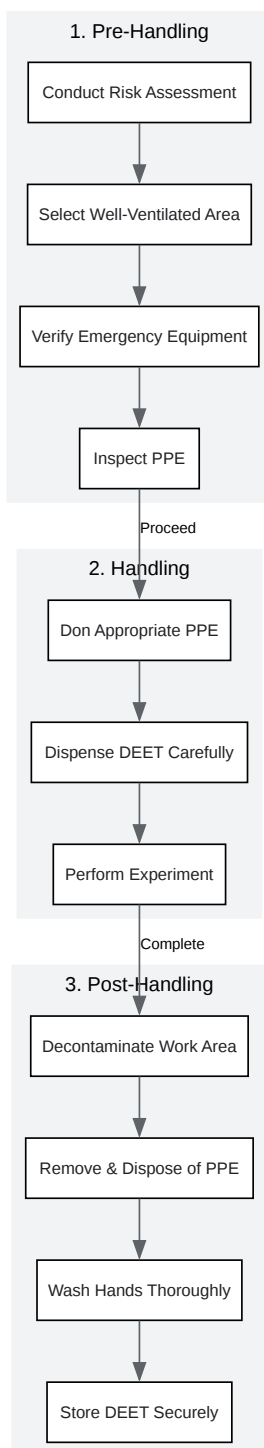 1. Pre-Handling
Conduct Risk Assessment
Select Well-Ventilated Area
Verify Emergency Equipment
Inspect PPE
Proceed
2. Handling
Don Appropriate PPE
Dispense DEET Carefully
Perform Experiment
Complete
3. Post-Handling
Decontaminate Work Area
Remove & Dispose of PPE
Wash Hands Thoroughly
Store DEET Securely